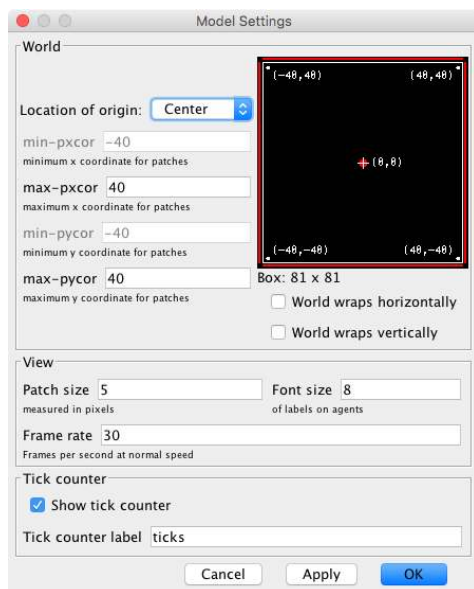 Model Settings
World
(-40,40)
(40,40)
Location of origin: Center
min-pxcor -40
minimum x coordinate for patches
(0,0)
max-pxcor 40
maximum x coordinate for patches
min-pycor -40
minimum y coordinate for patches
(-40,-40)
(40,-40)
max-pycor 40
maximum y coordinate for patches
Box: 81 x 81
World wraps horizontally
World wraps vertically
View
Patch size 5
measured in pixels
Font size 8
of labels on agents
Frame rate 30
Frames per second at normal speed
Tick counter
Show tick counter
Tick counter label ticks
Cancel
Apply
OK